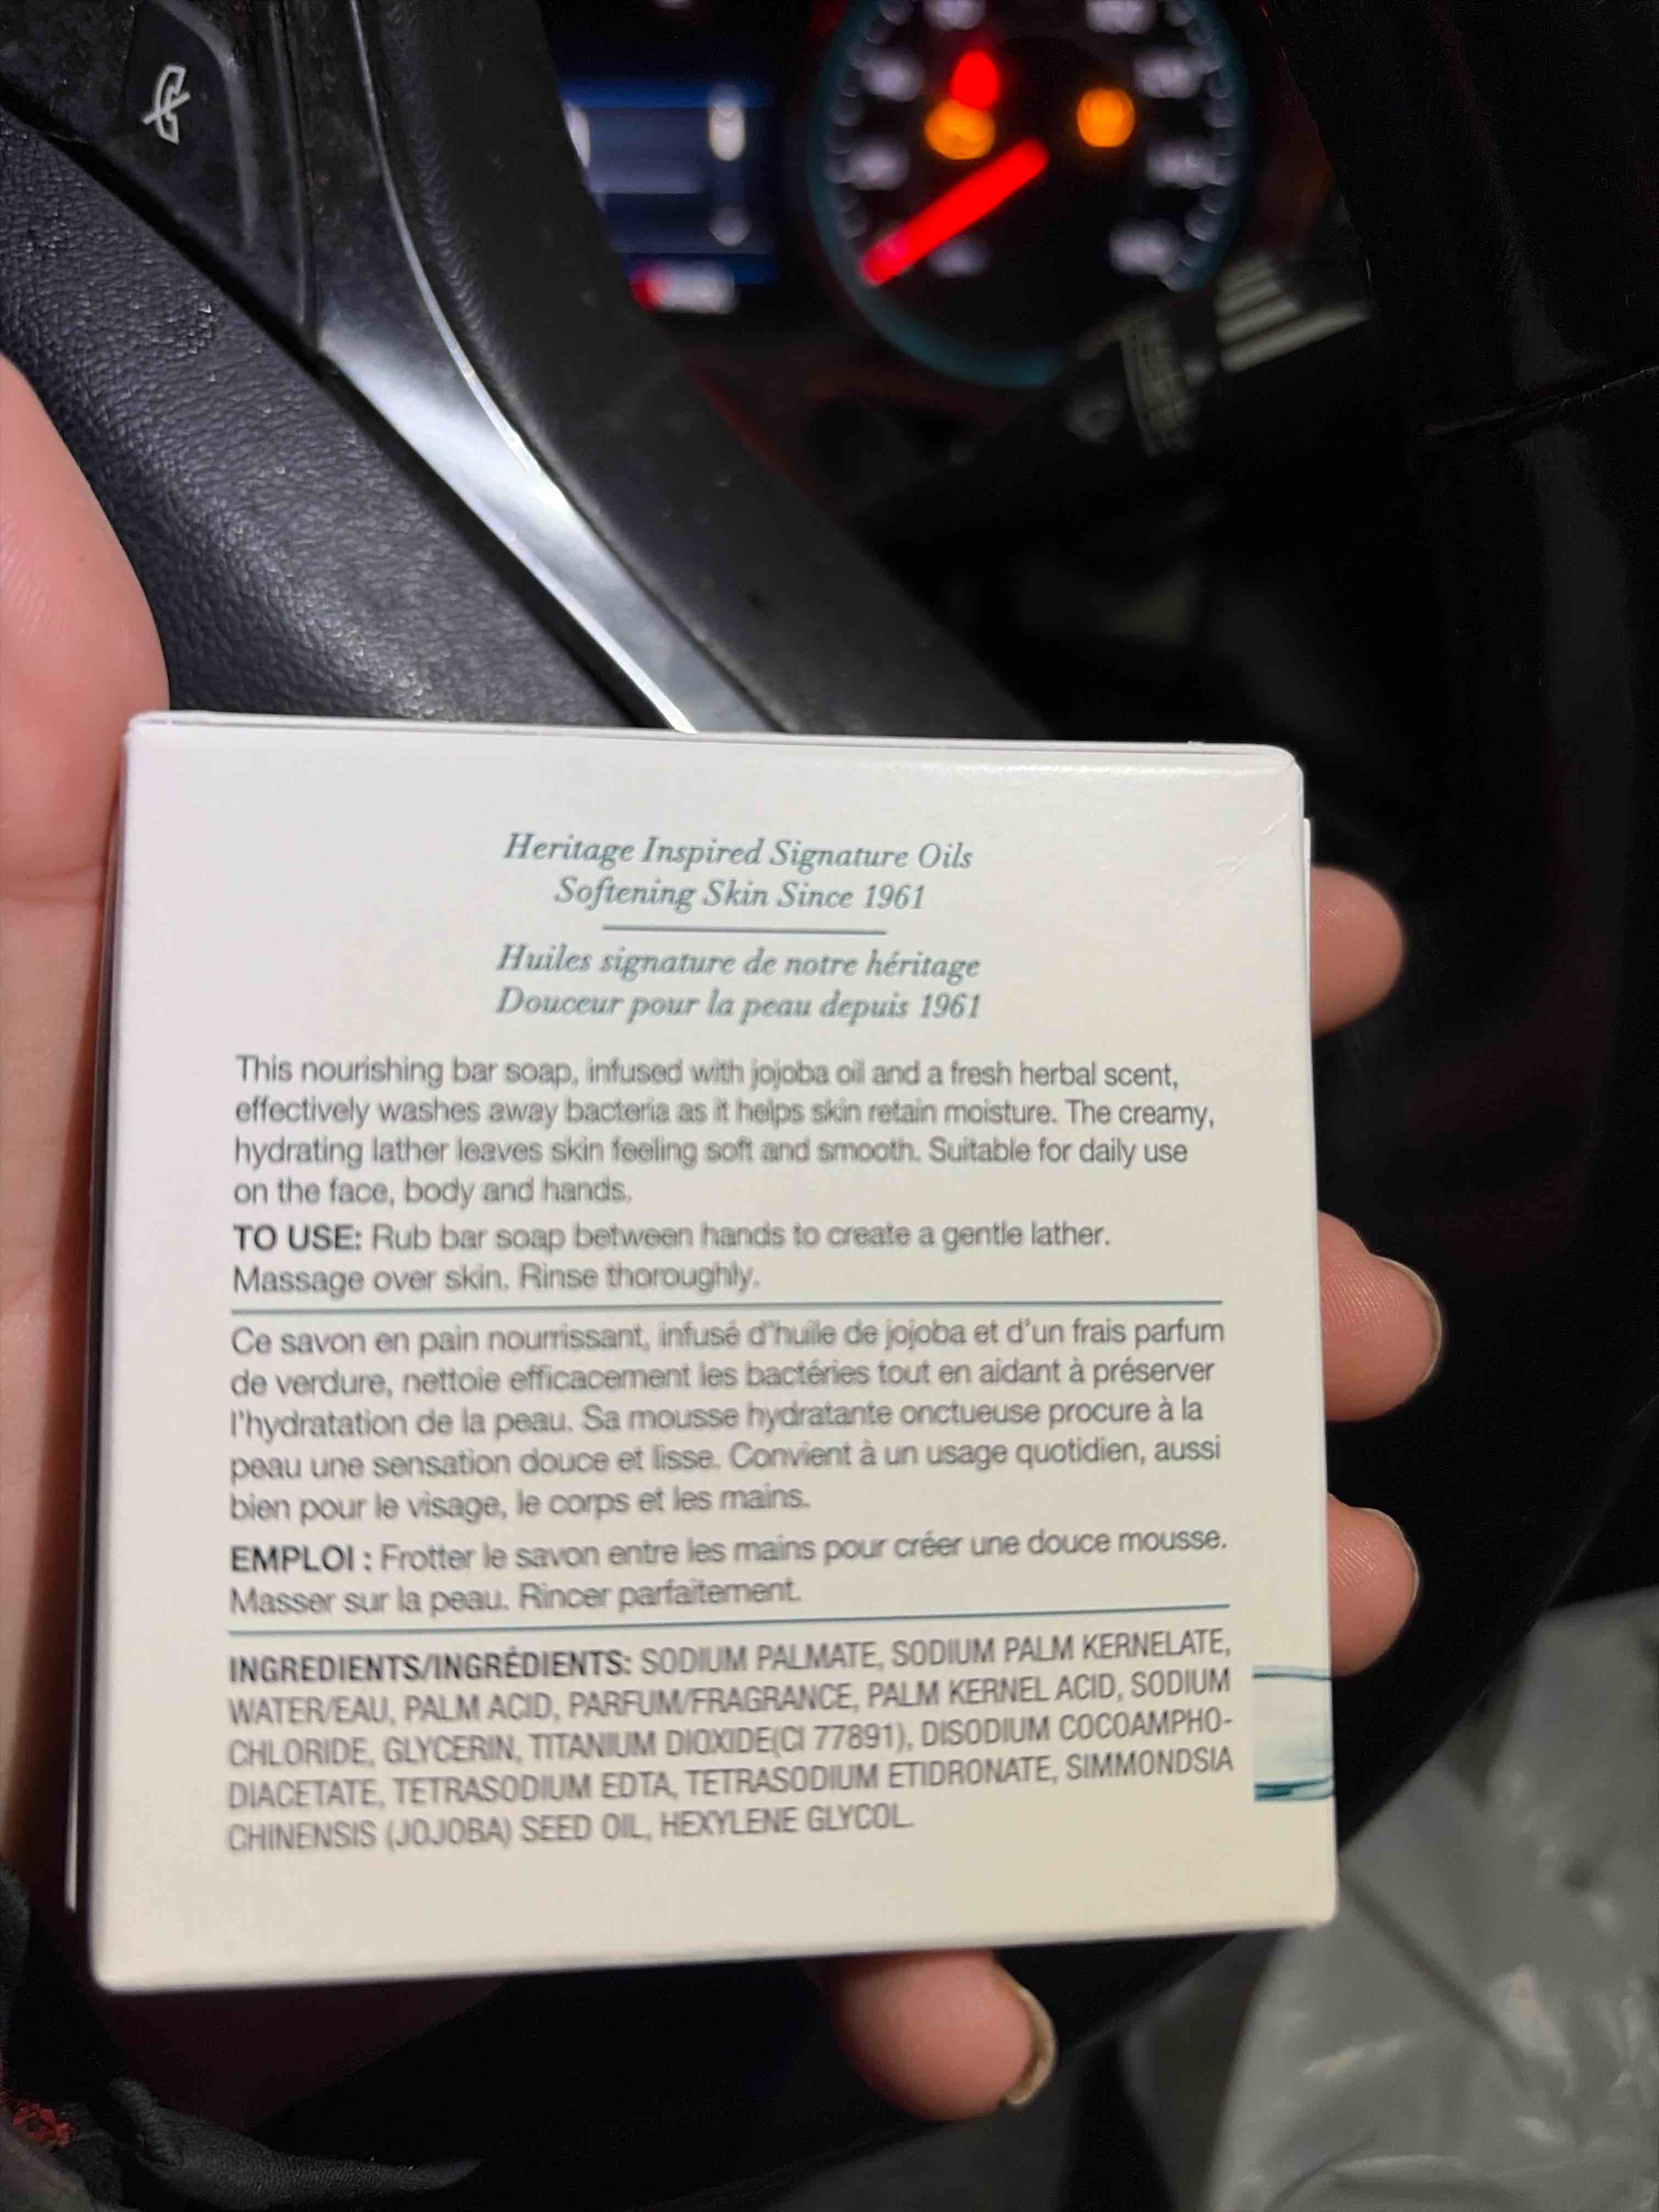 Heritage Inspired Signature Oils
Softening Skin Since 1961
Huiles signature de notre héritage
Douceur pour la peau depuis 1961
This nourishing bar soap, infused with jojoba oil and a fresh herbal scent,
effectively washes away bacteria as it helps skin retain moisture. The creamy,
hydrating lather leaves skin feeling soft and smooth. Suitable for daily use
on the face, body and hands.
TO USE: Rub bar soap between hands to create a gentle lather.
Massage over skin. Rinse thoroughly.
Ce savon en pain nourrissant, infusé d'huile de jojoba et d'un frais parfum
de verdure, nettoie efficacement les bactéries tout en aidant à préserver
l'hydratation de la peau. Sa mousse hydratante onctueuse procure à la
peau une sensation douce et lisse. Convient à un usage quotidien, aussi
bien pour le visage, le corps et les mains.
EMPLOI : Frotter le savon entre les mains pour créer une douce mousse.
Masser sur la peau. Rincer parfaitement.
INGREDIENTS/INGRÉDIENTS: SODIUM PALMATE, SODIUM PALM KERNELATE,
WATER/EAU, PALM ACID, PARFUM/FRAGRANCE, PALM KERNEL ACID, SODIUM
CHLORIDE, GLYCERIN, TITANIUM DIOXIDE(CI 77891), DISODIUM COCOAMPHO-
DIACETATE, TETRASODIUM EDTA, TETRASODIUM ETIDRONATE, SIMMONDSIA
CHINENSIS (JOJOBA) SEED OIL, HEXYLENE GLYCOL.